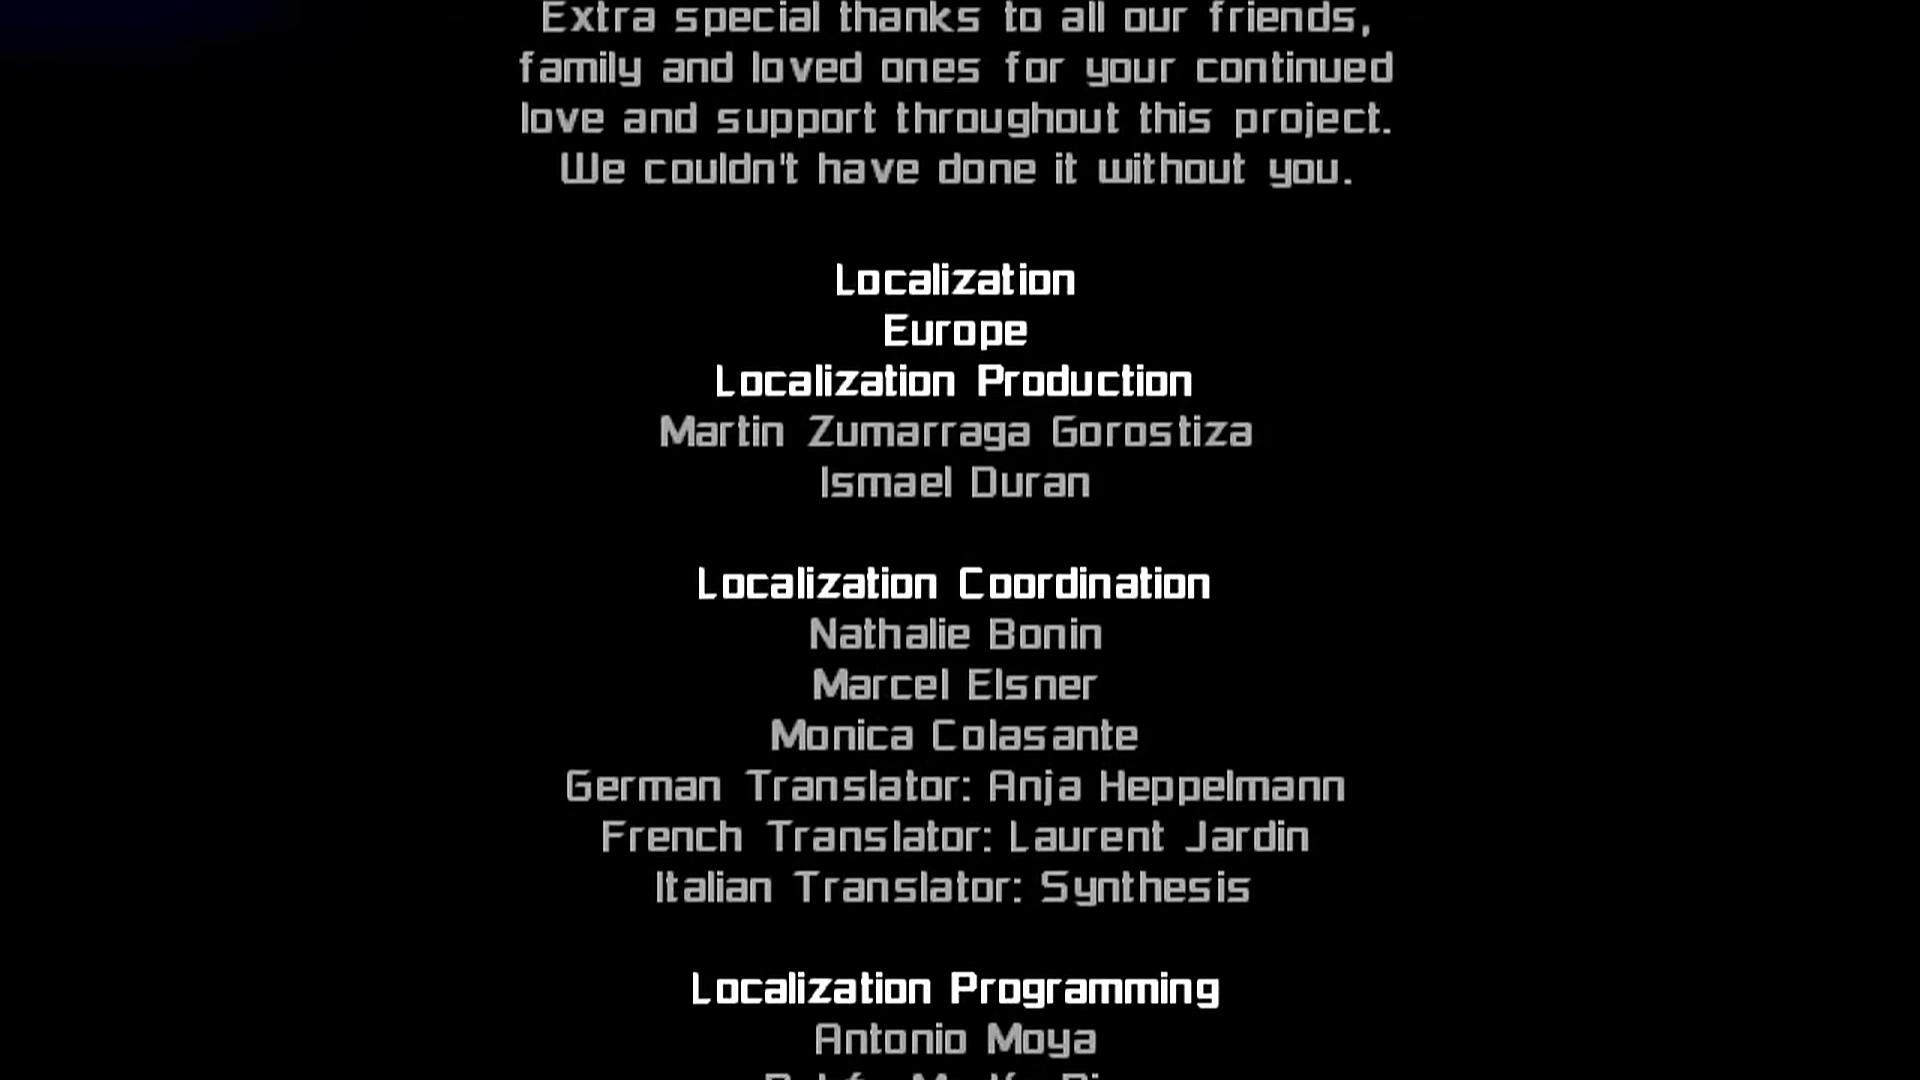 Extra special thanks to all our friends,
family and loved ones for your continued
love and support throughout this project.
We couldn't have done it without you.
Localization
Europe
Localization Production
Martin Zumarraga Gorostiza
Ismael Duran
Localization Coordination
Nathalie Bonin
Marcel Elsner
Monica Colasante
German Translator: Anja Heppelmann
French Translator: Laurent Jardin
Italian Translator: Synthesis
Localization Programming
Antonio Moya